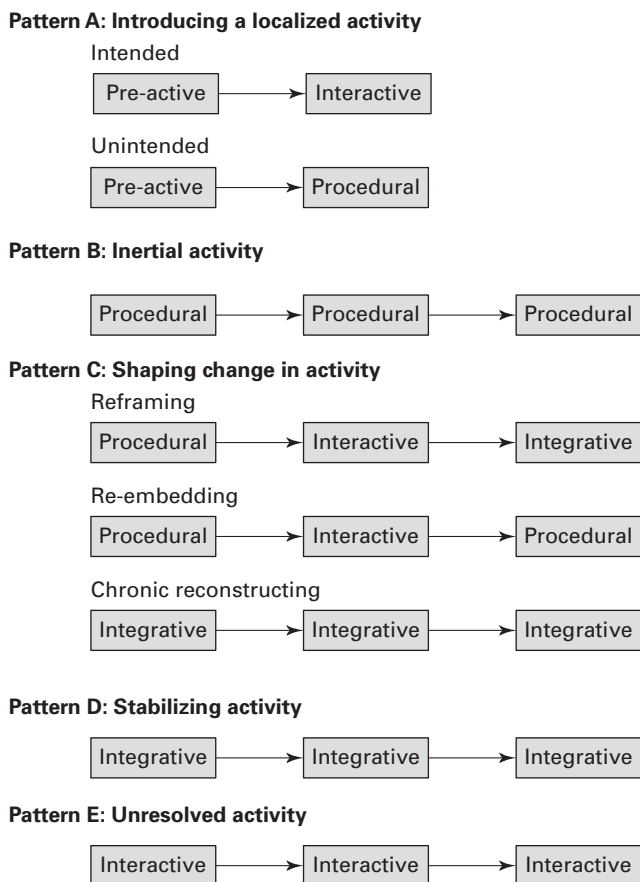 Pattern A: Introducing a localized activity
Intended
Pre-active Interactive
Unintended
Pre-active Procedural
Pattern B: Inertial activity
Procedural Procedural Procedural
Pattern C: Shaping change in activity
Reframing
Procedural Interactive Integrative
Re-embedding
Procedural Interactive Procedural
Chronic reconstructing
Integrative Integrative Integrative
Pattern D: Stabilizing activity
Integrative Integrative Integrative
Pattern E: Unresolved activity
Interactive Interactive Interactive